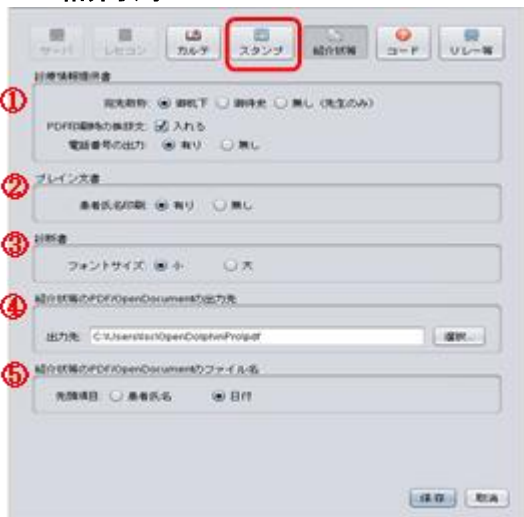 サーバ レセコン カルテ スタンプ 紹介状等 コード リレー等
診療情報提供書
①
宛先敬称: 御机下 御侍史 無し (先生のみ)
PDF印刷時の挨拶文: 入れる
電話番号の出力: 有り 無し
② プレイン文書
患者氏名印刷: 有り 無し
③ 診断書
フォントサイズ: 小 大
④ 紹介状等のPDF/OpenDocumentの出力先
出力先: 選択...
⑤ 紹介状等のPDF/OpenDocumentのファイル名
先頭項目: 患者氏名 日付
保存 取消